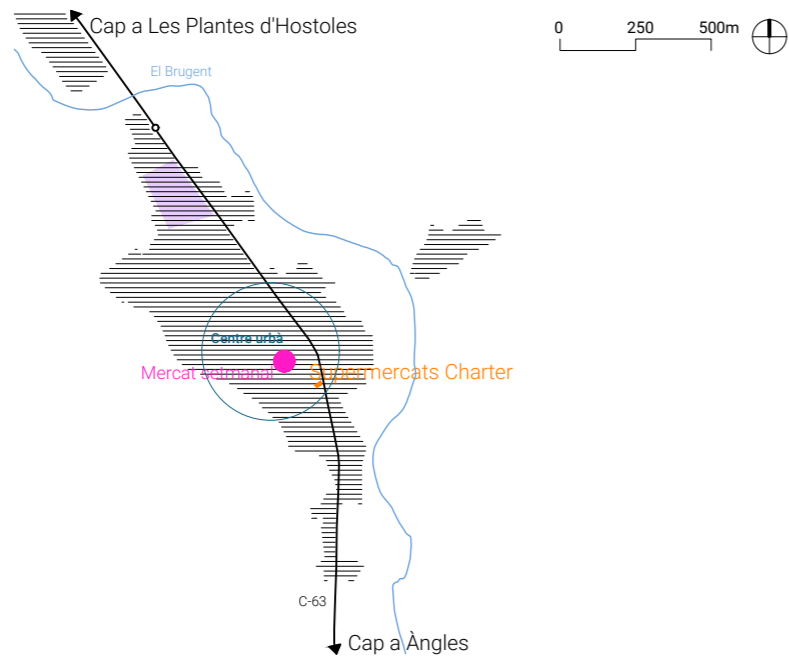 Cap a Les Plantes d'Hostoles
0 250 500m
El Brugent
Centre urbà
Mercat setmanal
Supermercats Charter
C-63
Cap a Àngles